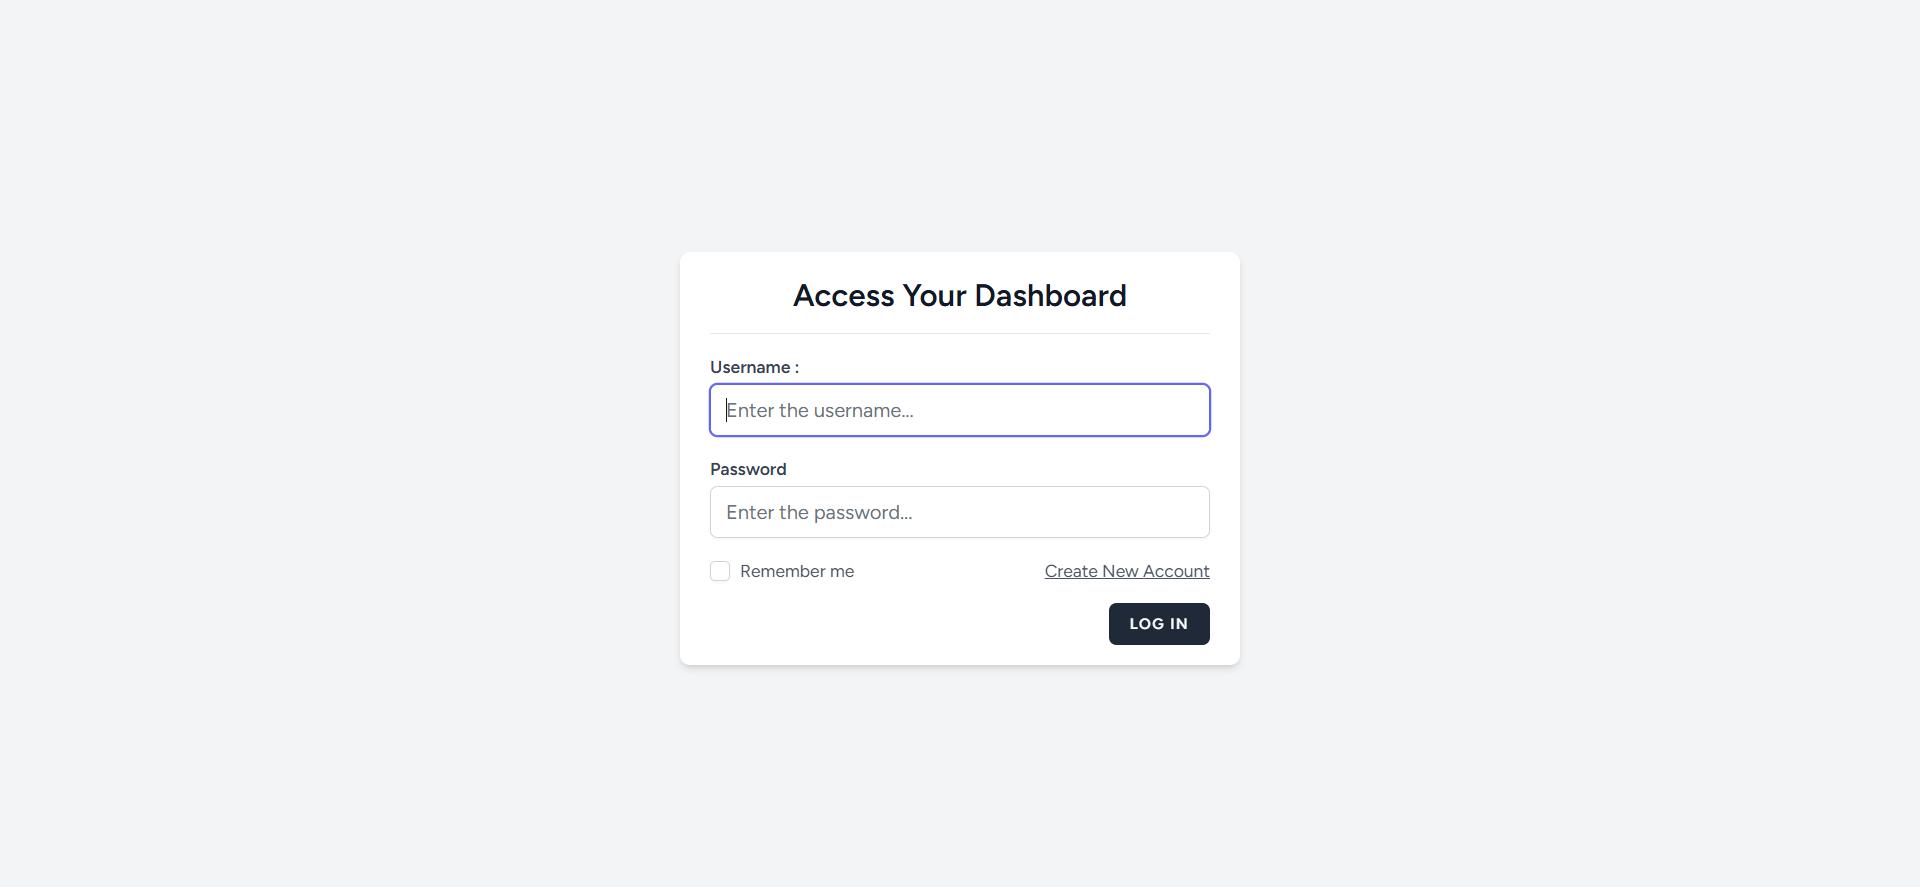 Access Your Dashboard
Username :
Enter the username...
Password
Enter the password...
Remember me Create New Account
LOG IN